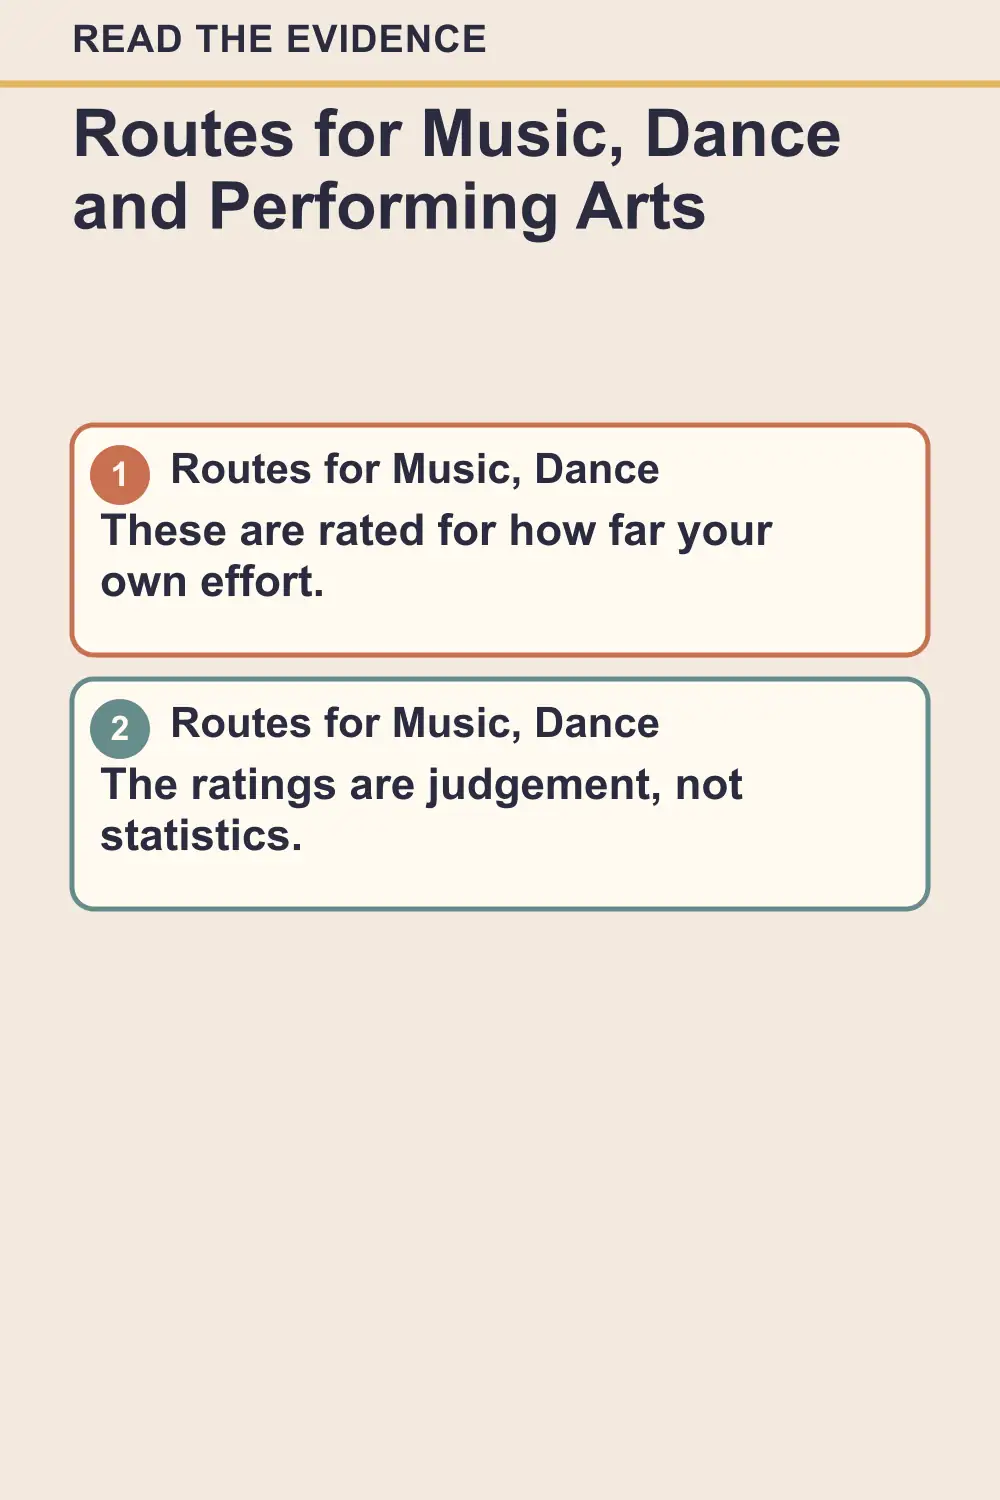 READ THE EVIDENCE
Routes for Music, Dance
and Performing Arts
1 Routes for Music, Dance
These are rated for how far your
own effort.
2 Routes for Music, Dance
The ratings are judgement, not
statistics.